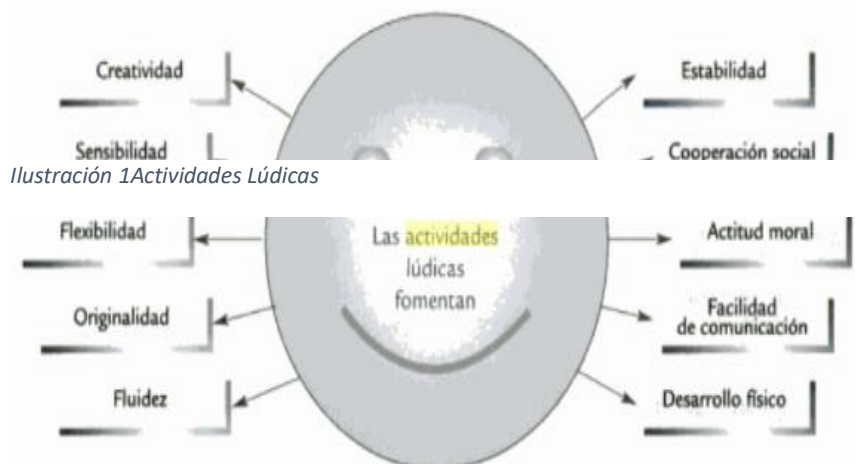 Creatividad
Estabilidad
Sensibilidad
Cooperación social
Ilustración 1Actividades Lúdicas
Flexibilidad
Las actividades
lúdicas
fomentan
Actitud moral
Originalidad
Facilidad
de comunicación
Fluidez
Desarrollo físico